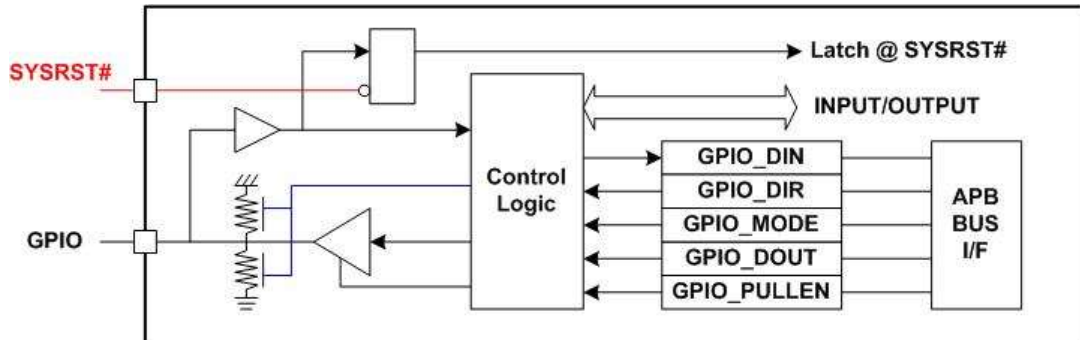 Latch @ SYSRST#
SYSRST#
INPUT/OUTPUT
Control
Logic
GPIO_DIN
GPIO_DIR
GPIO_MODE
GPIO_DOUT
GPIO_PULLEN
APB
BUS
I/F
GPIO